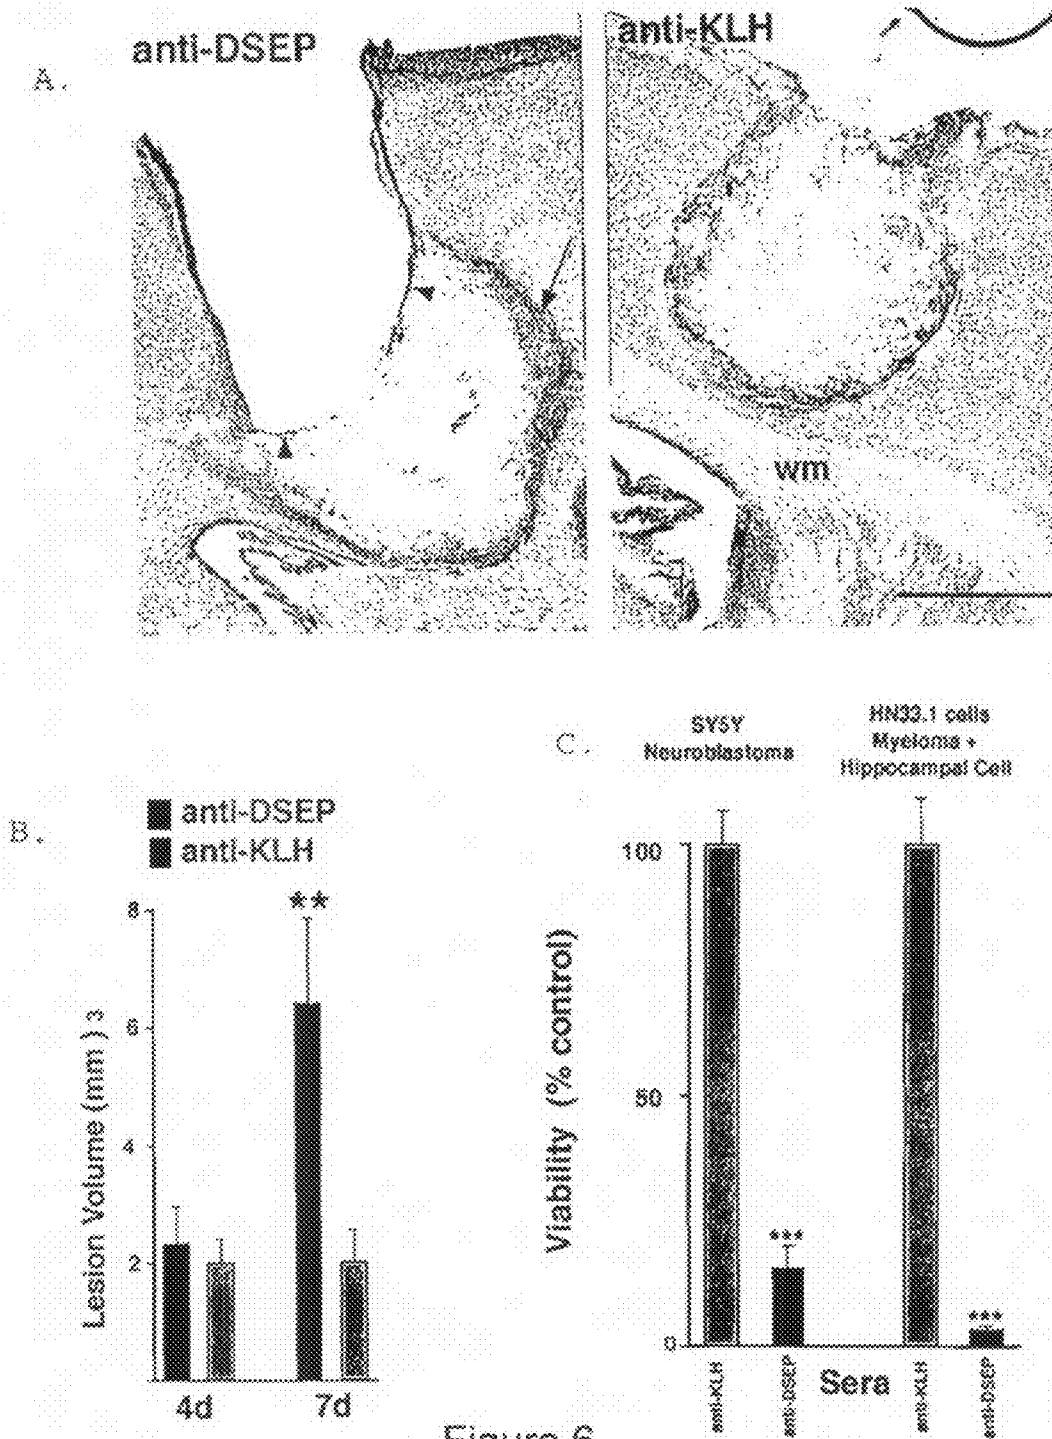 A.
anti-DSEP
anti-KLH
wm
B.
anti-DSEP
anti-KLH
**
8
6
4
2
Lesion Volume (mm ) 3
4d
7d
C.
SY5Y
Neuroblastoma
HN33.1 cells
Myeloma +
Hippocampal Cell
100
50
0
Viability (% control)
***
***
anti-KLH
anti-DSEP
Sera
anti-KLH
anti-DSEP
Figure 6